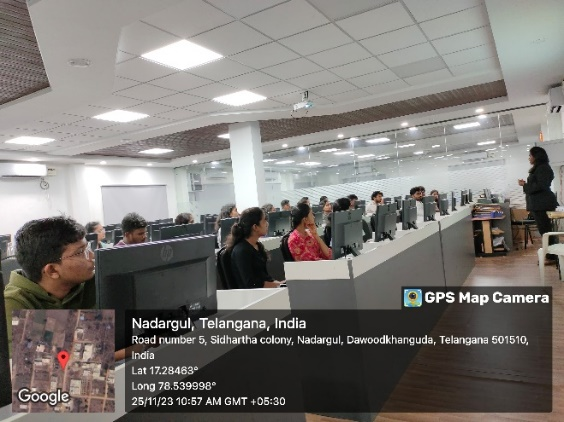 GPS Map Camera
Nadargul, Telangana, India
Road number 5, Sidhartha colony, Nadargul, Dawoodkhanguda, Telangana 501510,
India
Lat 17.28463°
Long 78.539998°
25/11/23 10:57 AM GMT +05:30
Google
hp